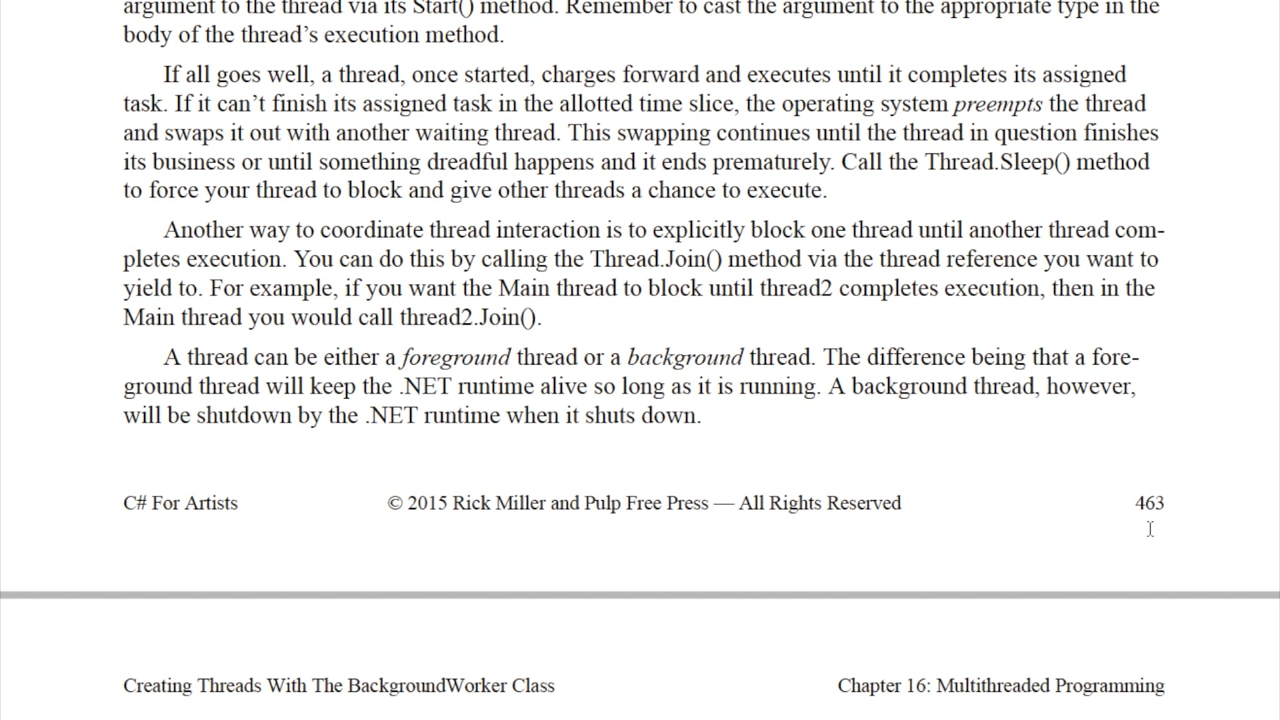 argument to the thread via its Start() method. Remember to cast the argument to the appropriate type in the
body of the thread’s execution method.
If all goes well, a thread, once started, charges forward and executes until it completes its assigned
task. If it can’t finish its assigned task in the allotted time slice, the operating system preempts the thread
and swaps it out with another waiting thread. This swapping continues until the thread in question finishes
its business or until something dreadful happens and it ends prematurely. Call the Thread.Sleep() method
to force your thread to block and give other threads a chance to execute.
Another way to coordinate thread interaction is to explicitly block one thread until another thread com-
pletes execution. You can do this by calling the Thread.Join() method via the thread reference you want to
yield to. For example, if you want the Main thread to block until thread2 completes execution, then in the
Main thread you would call thread2.Join().
A thread can be either a foreground thread or a background thread. The difference being that a fore-
ground thread will keep the .NET runtime alive so long as it is running. A background thread, however,
will be shutdown by the .NET runtime when it shuts down.
C# For Artists © 2015 Rick Miller and Pulp Free Press — All Rights Reserved 463
Creating Threads With The BackgroundWorker Class Chapter 16: Multithreaded Programming